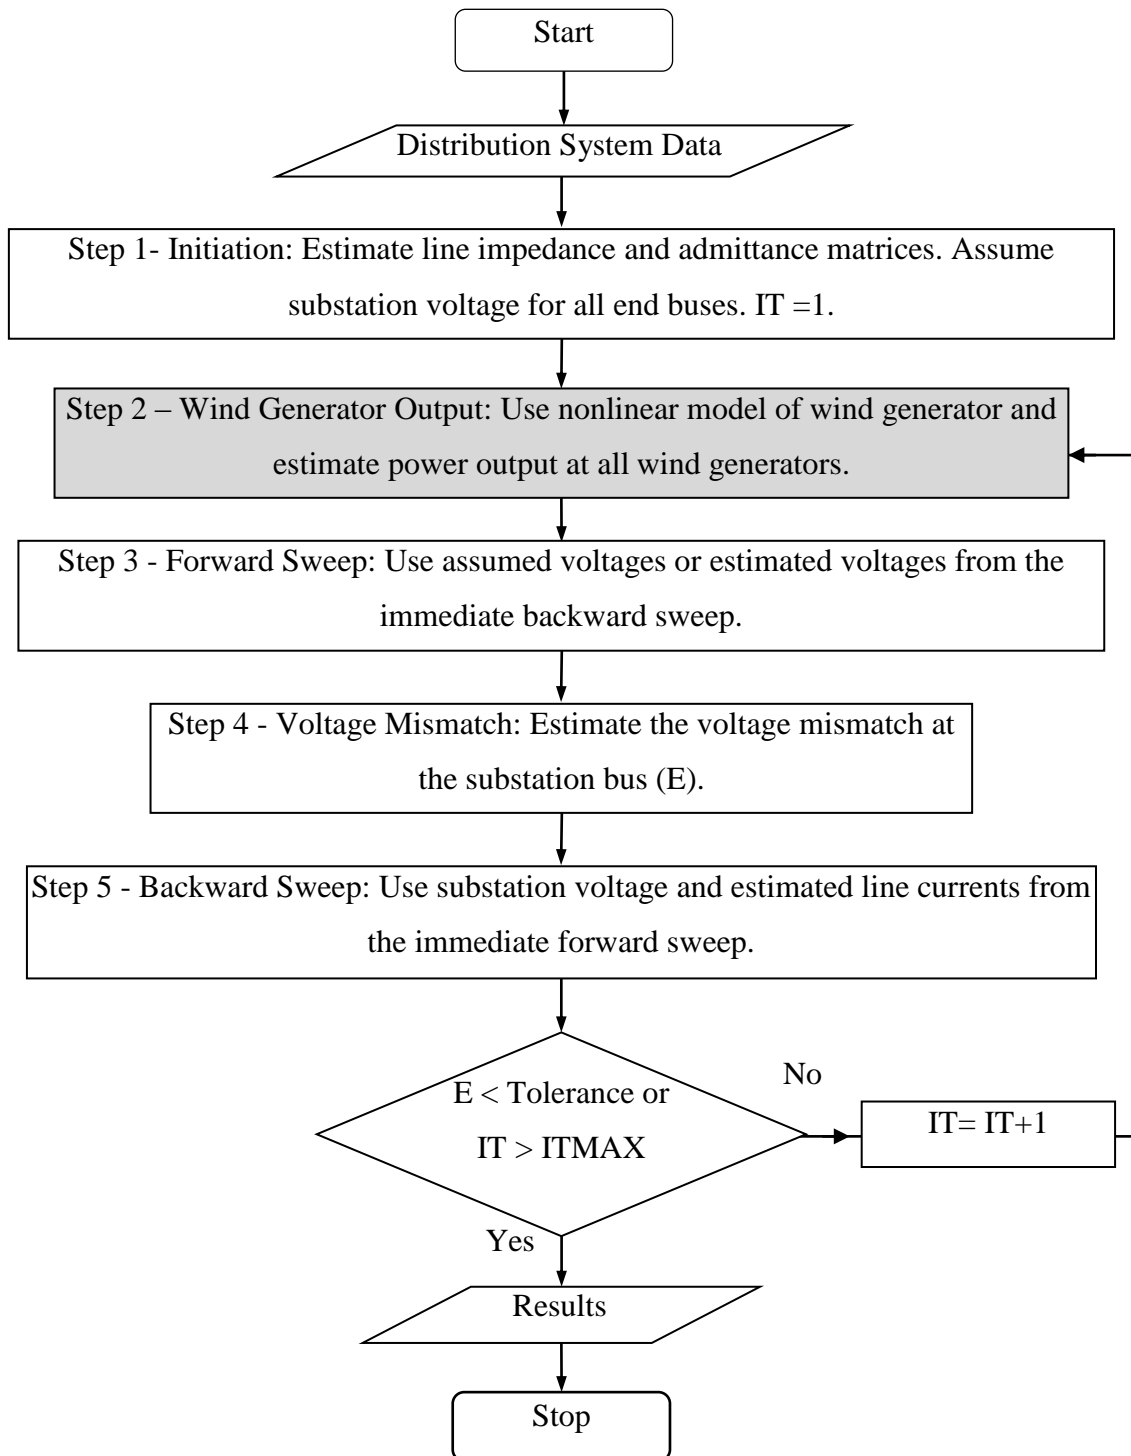 Start
Distribution System Data
Step 1- Initiation: Estimate line impedance and admittance matrices. Assume
substation voltage for all end buses. IT =1.
Step 2 – Wind Generator Output: Use nonlinear model of wind generator and
estimate power output at all wind generators.
Step 3 - Forward Sweep: Use assumed voltages or estimated voltages from the
immediate backward sweep.
Step 4 - Voltage Mismatch: Estimate the voltage mismatch at
the substation bus (E).
Step 5 - Backward Sweep: Use substation voltage and estimated line currents from
the immediate forward sweep.
E < Tolerance or
IT > ITMAX
No
IT= IT+1
Yes
Results
Stop